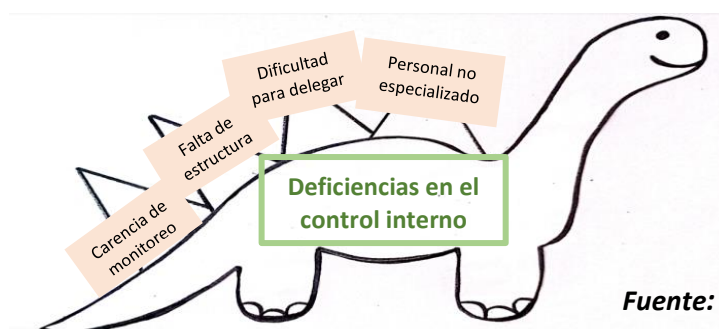 Dificultad
para delegar
Personal no
especializado
Falta de
estructura
Carencia de
monitoreo
Deficiencias en el
control interno
Fuente: